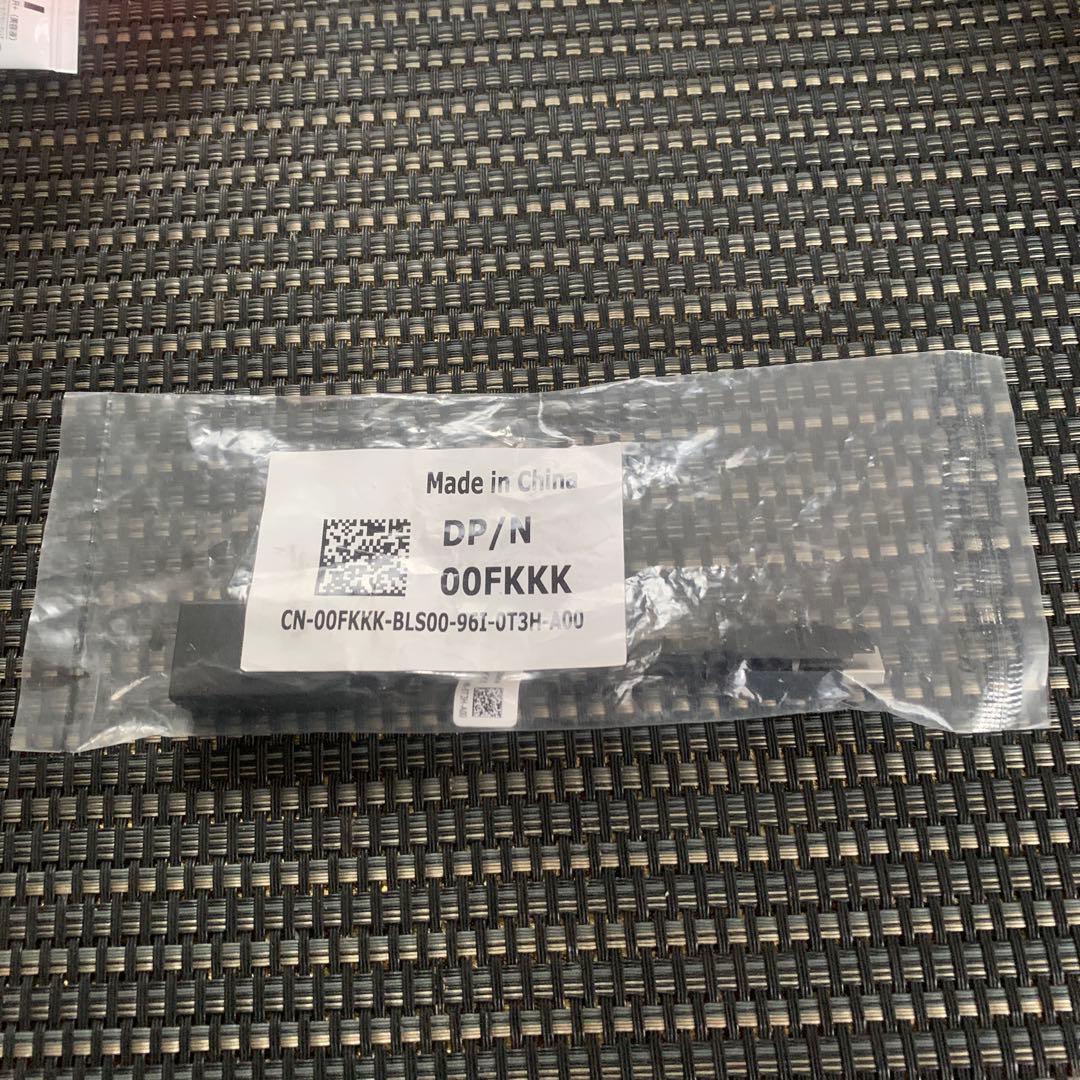 Made in China
DP/N
00FKKK
CN-00FKKK-BLS00-96I-0T3H-A00